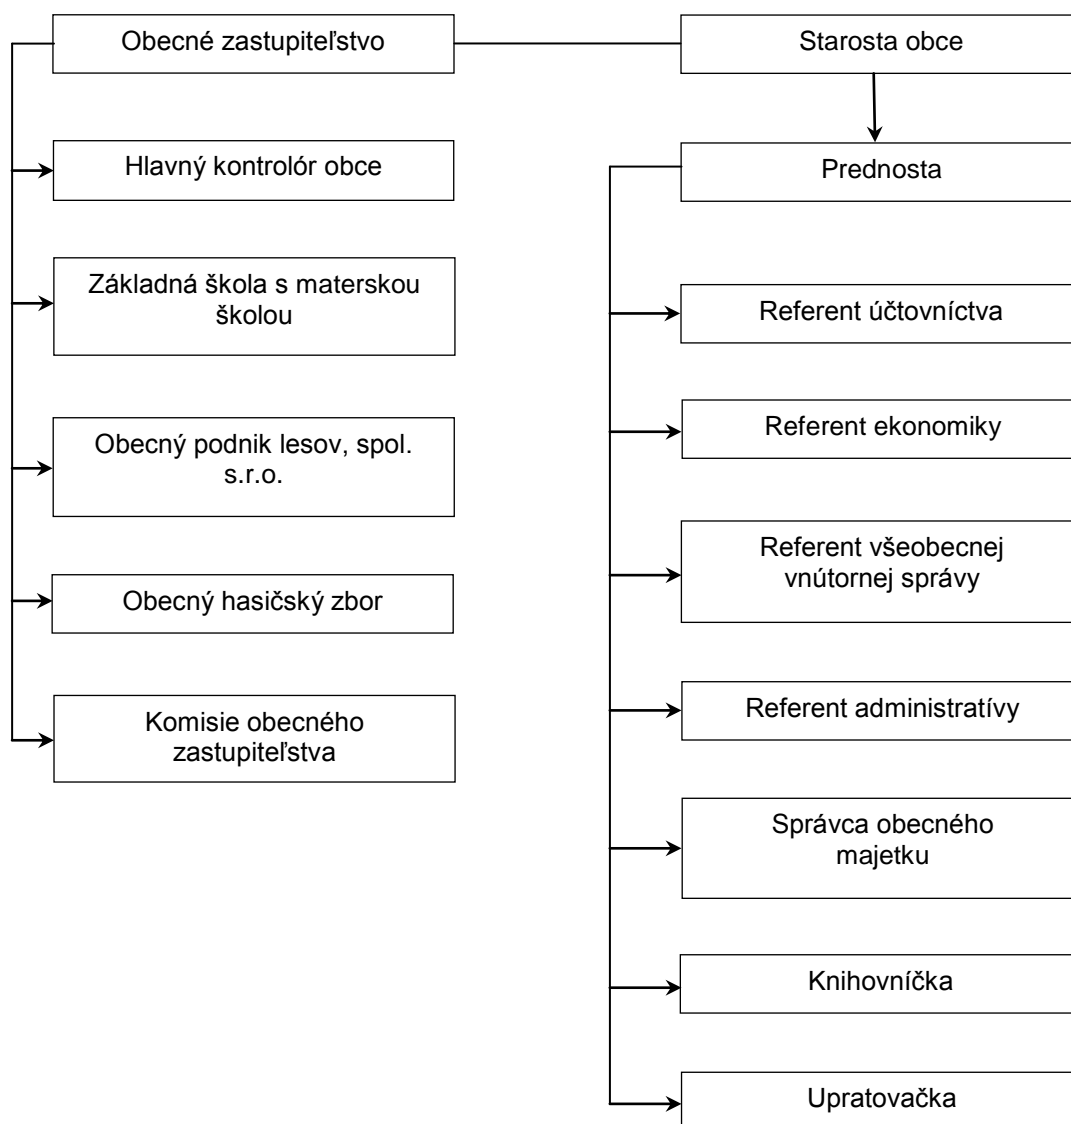 Obecné zastupiteľstvo
Starosta obce
Hlavný kontrolór obce
Prednosta
Základná škola s materskou
školou
Referent účtovníctva
Obecný podnik lesov, spol.
s.r.o.
Referent ekonomiky
Referent všeobecnej
vnútornej správy
Obecný hasičský zbor
Komisie obecného
zastupiteľstva
Referent administratívy
Správca obecného
majetku
Knihovníčka
Upratovačka